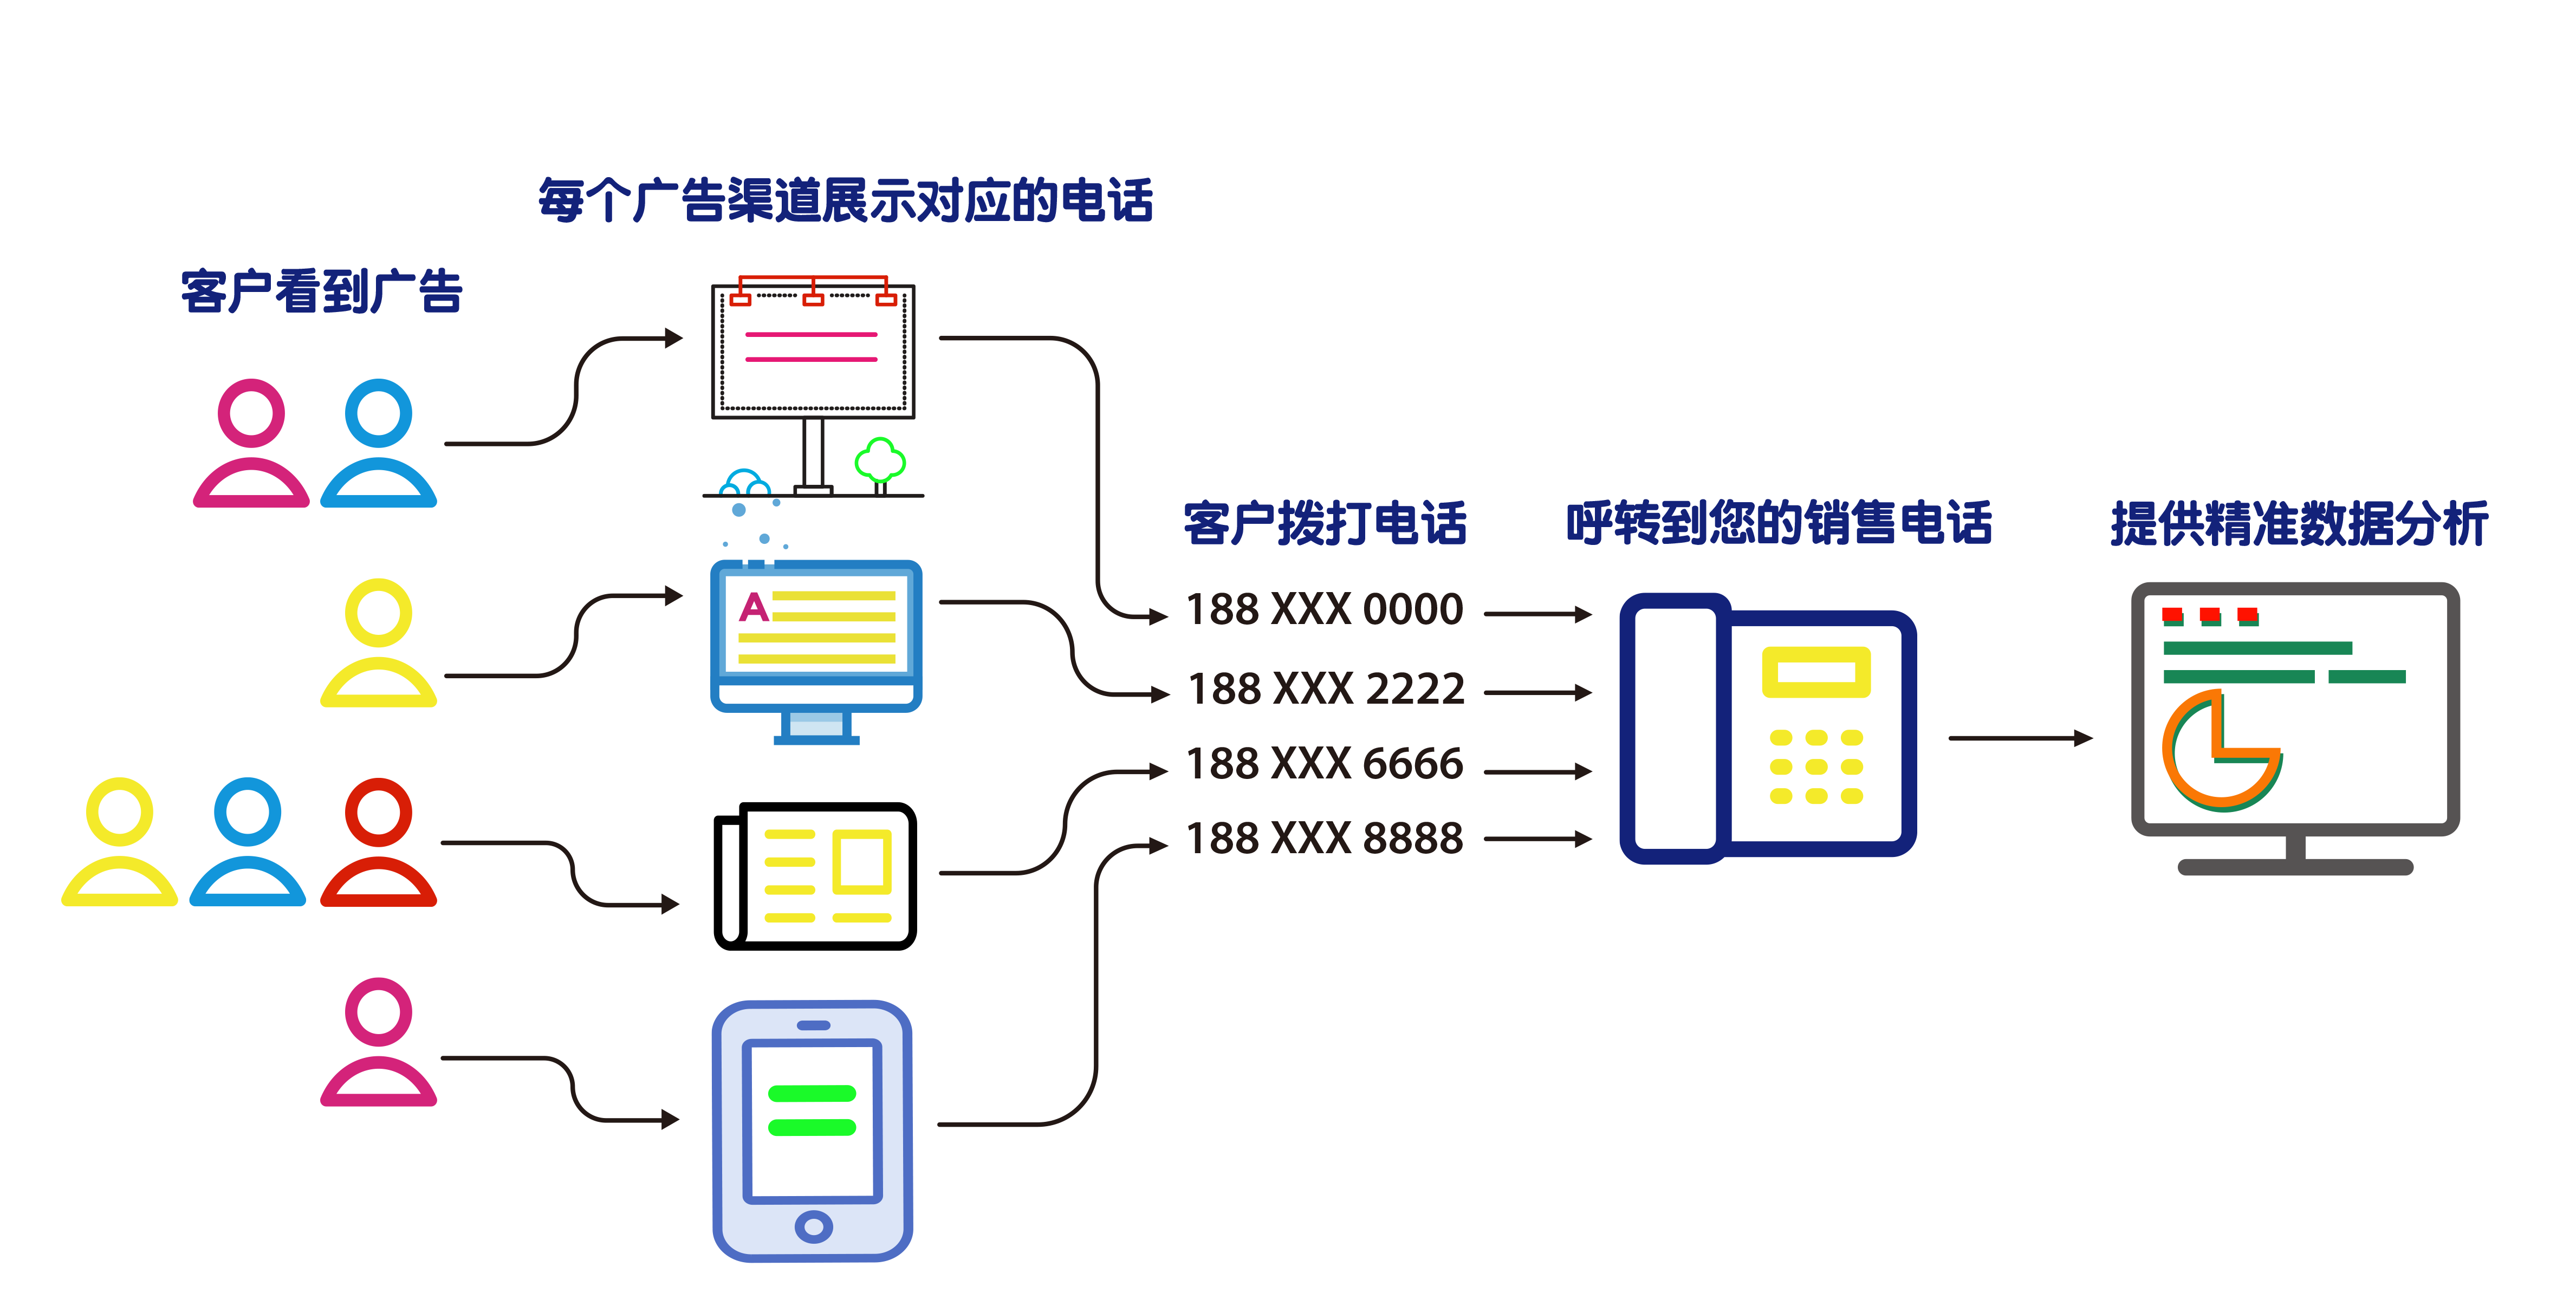 每个广告渠道展示对应的电话
客户看到广告
A
客户拨打电话
呼转到您的销售电话
提供精准数据分析
188 XXX 0000
188 XXX 2222
188 XXX 6666
188 XXX 8888